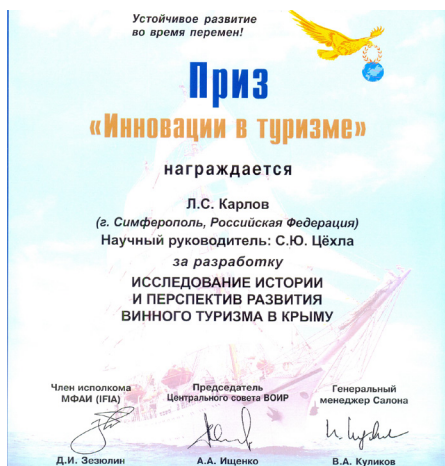 Устойчивое развитие
во время перемен!
Приз
«Инновации в туризме»
награждается
Л.С. Карлов
(г. Симферополь, Российская Федерация)
Научный руководитель: С.Ю. Цёхла
за разработку
ИССЛЕДОВАНИЕ ИСТОРИИ
И ПЕРСПЕКТИВ РАЗВИТИЯ
ВИННОГО ТУРИЗМА В КРЫМУ
Член исполкома
МФАИ (IFIA)
Председатель
Центрального совета ВОИР
Генеральный
менеджер Салона
Д.И. Зезюлин
А.А. Ищенко
В.А. Куликов